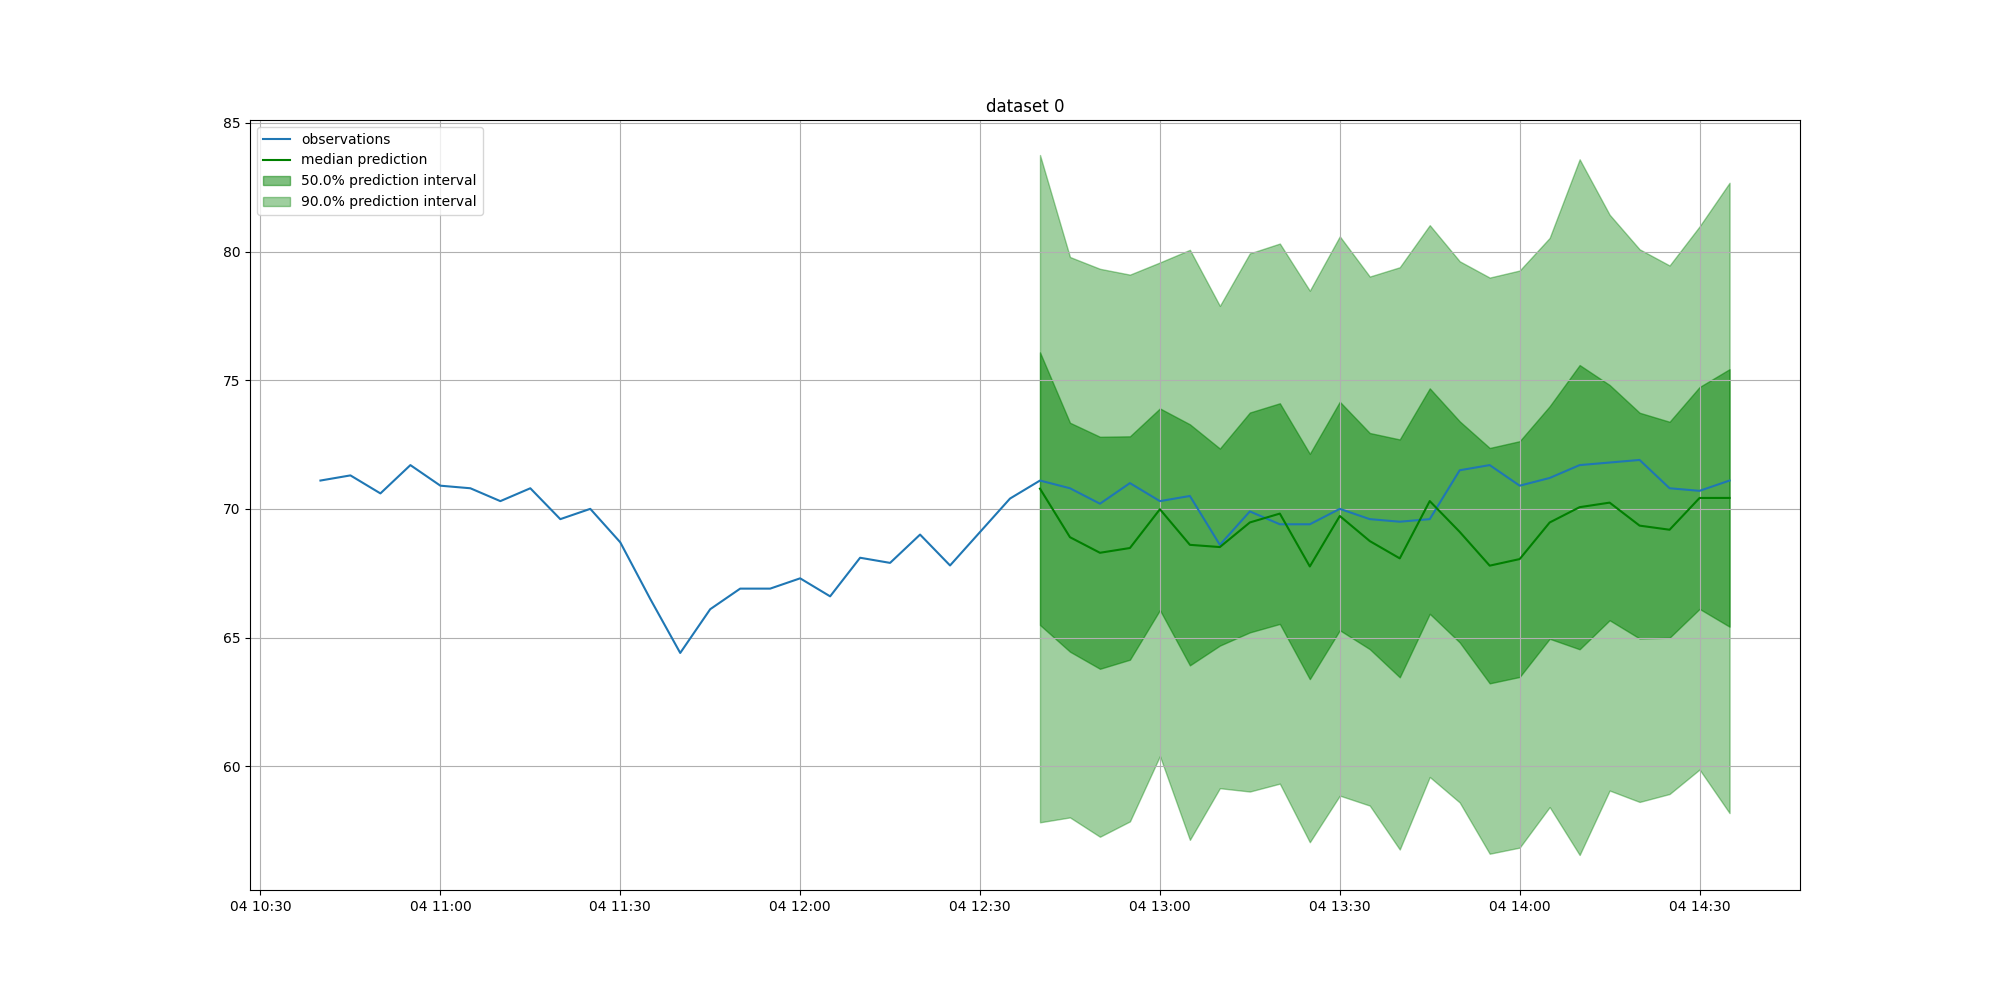 dataset 0
observations
median prediction
50.0% prediction interval
90.0% prediction interval
85
80
75
70
65
60
04 10:30 04 11:00 04 11:30 04 12:00 04 12:30 04 13:00 04 13:30 04 14:00 04 14:30